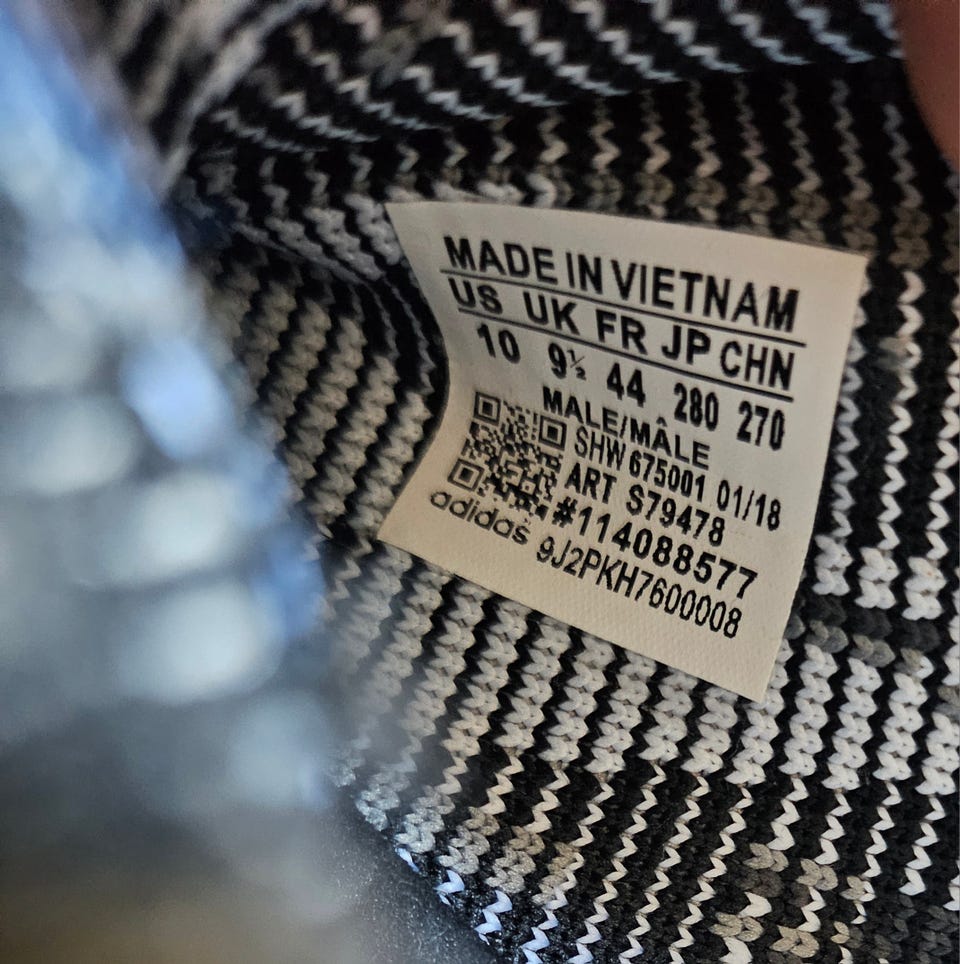 MADE IN VIETNAM
US UK FR JP CHN
10 9½ 44 280 270
MALE/MÂLE
SHW 675001 01/18
ART S79478
#114088577
adidas 9J2PKH7600008